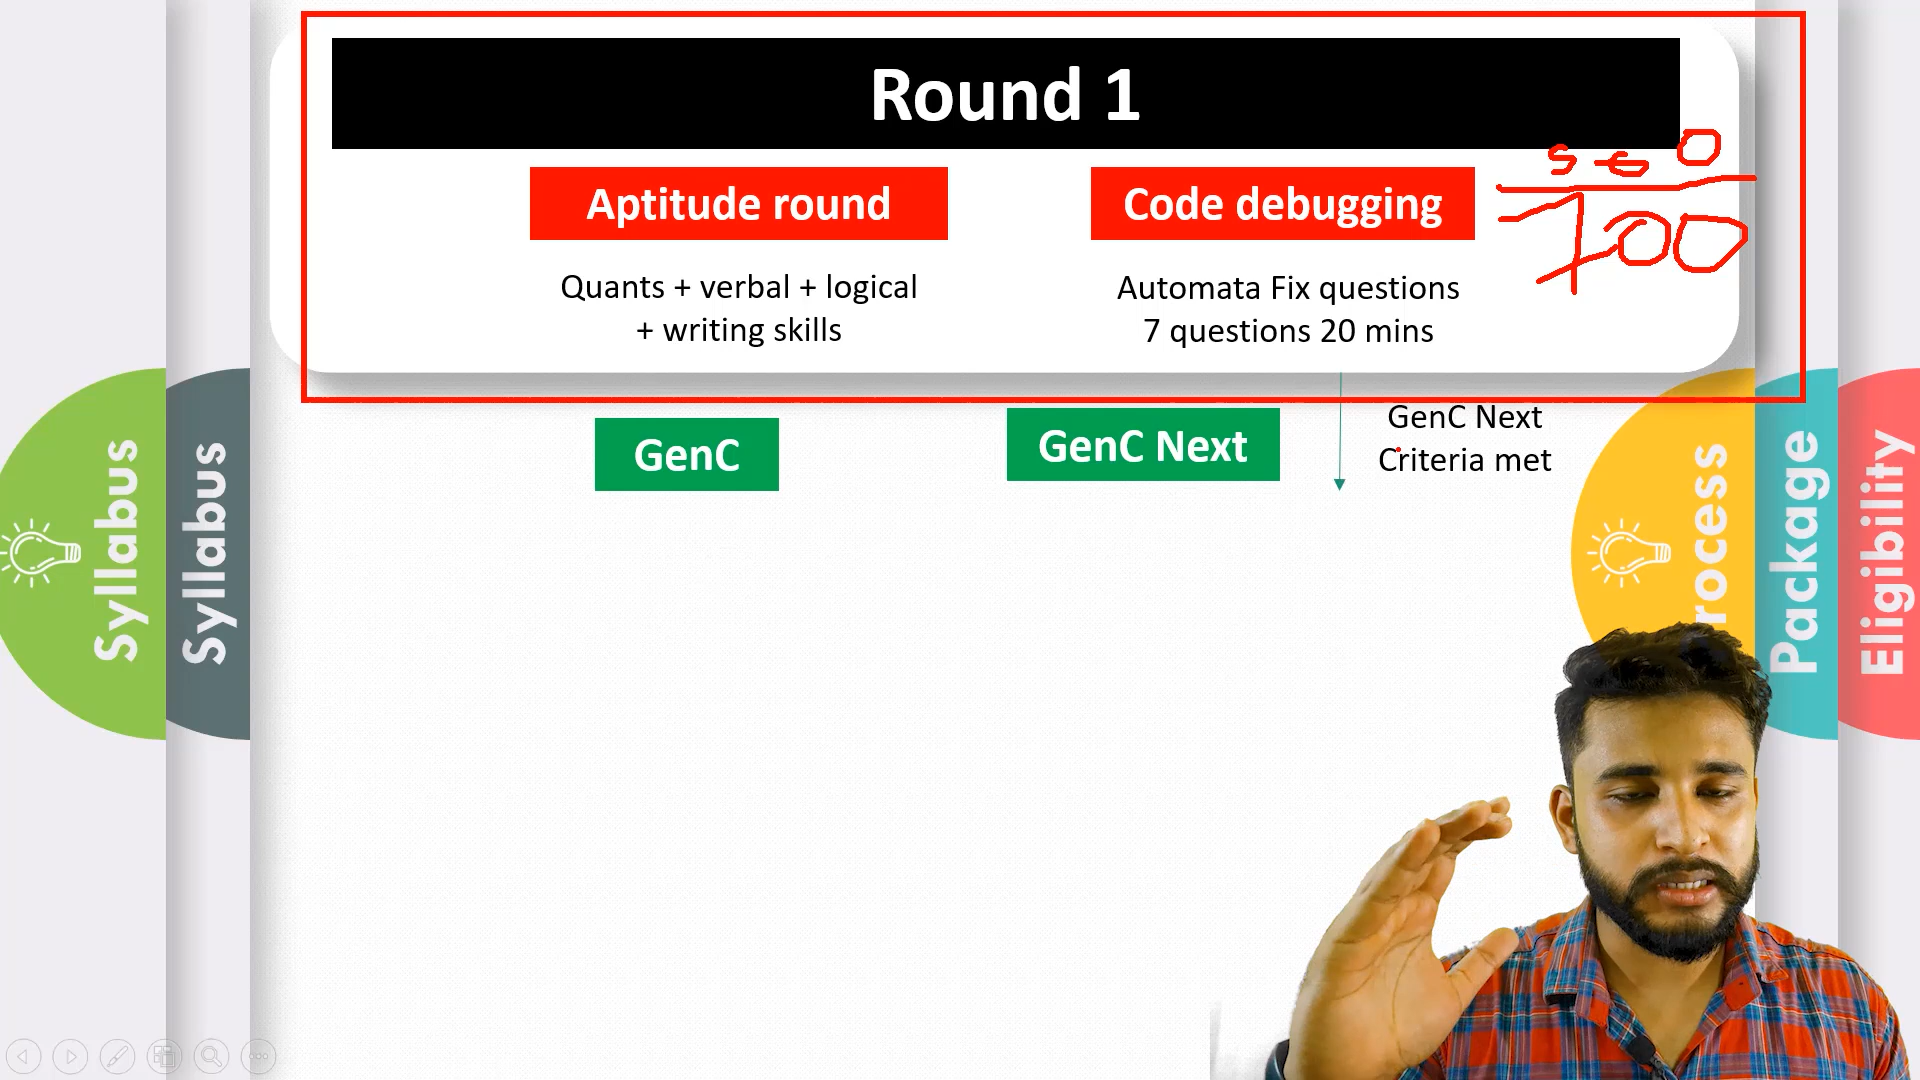 Round 1
Aptitude round
Code debugging
Quants + verbal + logical
+ writing skills
Automata Fix questions
7 questions 20 mins
100
GenC
GenC Next
GenC Next
Criteria met
Syllabus
Syllabus
rocess
Package
Eligibility